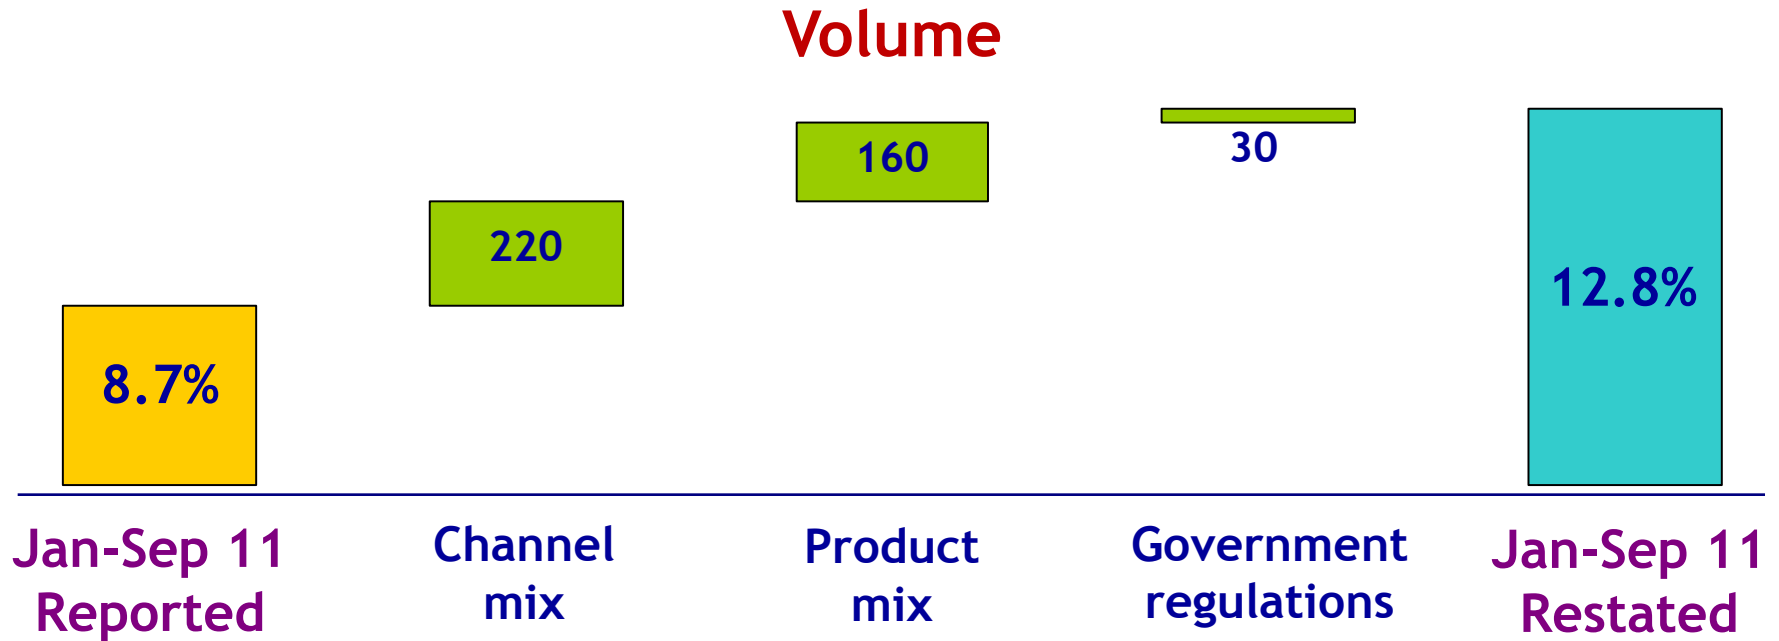 Volume
8.7%
220
160
30
12.8%
Jan-Sep 11
Reported
Channel
mix
Product
mix
Government
regulations
Jan-Sep 11
Restated